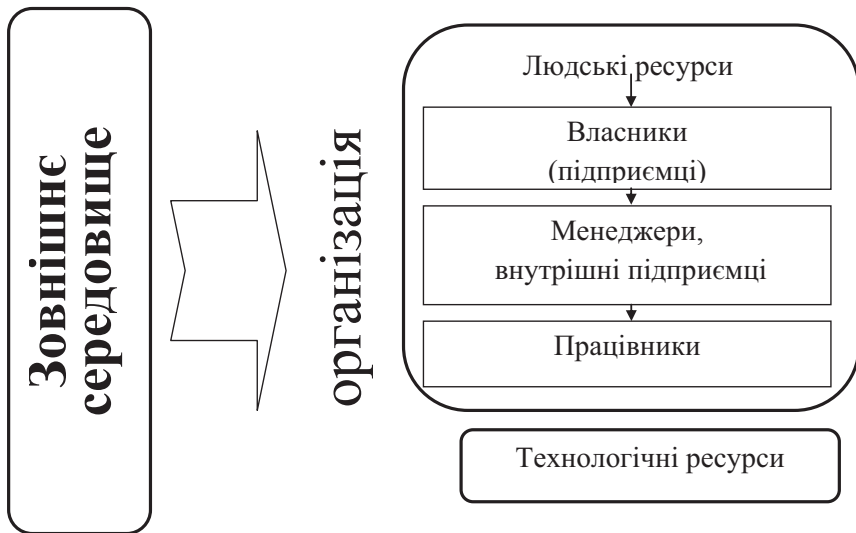 Зовнішнє
середовище
організація
Людські ресурси
Власники
(підприємці)
Менеджери,
внутрішні підприємці
Працівники
Технологічні ресурси